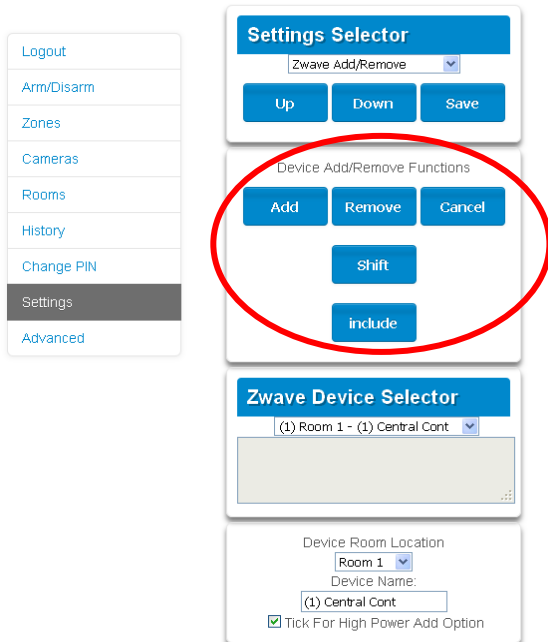 Logout
Arm/Disarm
Zones
Cameras
Rooms
History
Change PIN
Settings
Advanced
Settings Selector
Zwave Add/Remove
Up Down Save
Device Add/Remove Functions
Add Remove Cancel
Shift
include
Zwave Device Selector
(1) Room 1 - (1) Central Cont
Device Room Location
Room 1
Device Name:
(1) Central Cont
Tick For High Power Add Option